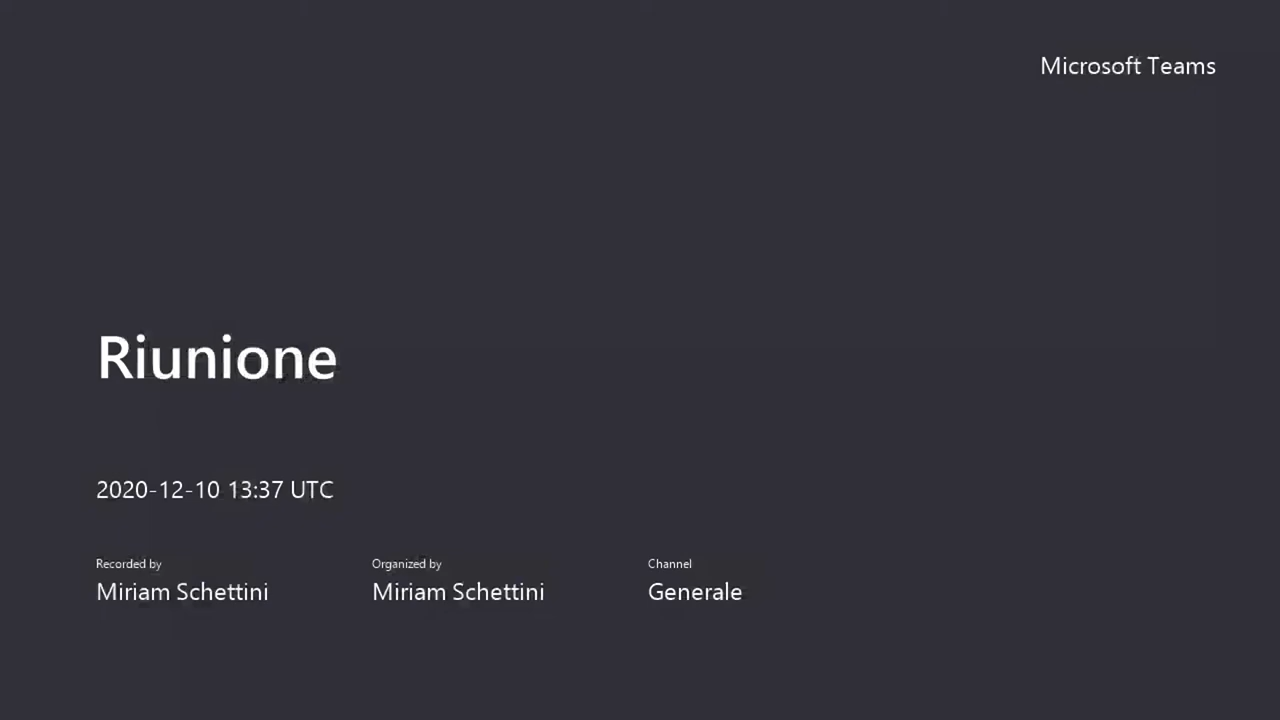 Microsoft Teams
Riunione
2020-12-10 13:37 UTC
Recorded by
Miriam Schettini
Organized by
Miriam Schettini
Channel
Generale